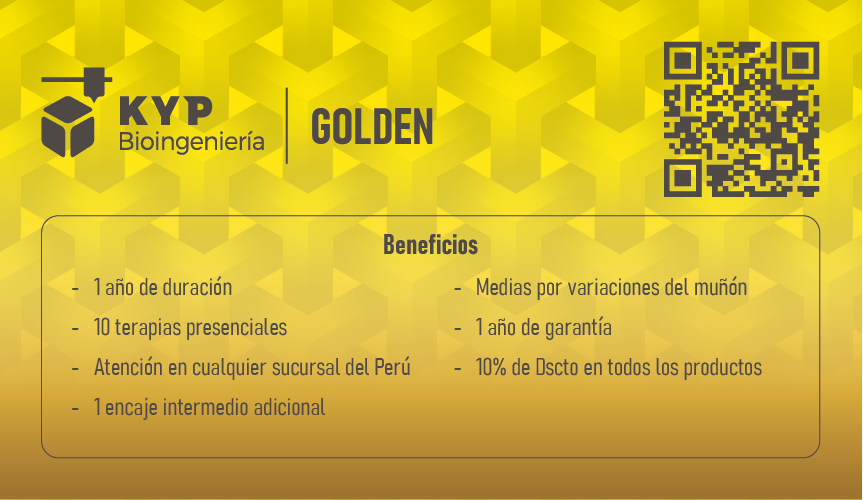 KYP
Bioingeniería
GOLDEN
Beneficios
- 1 año de duración
- 10 terapias presenciales
- Atención en cualquier sucursal del Perú
- 1 encaje intermedio adicional
- Medias por variaciones del muñón
- 1 año de garantía
- 10% de Dscto en todos los productos